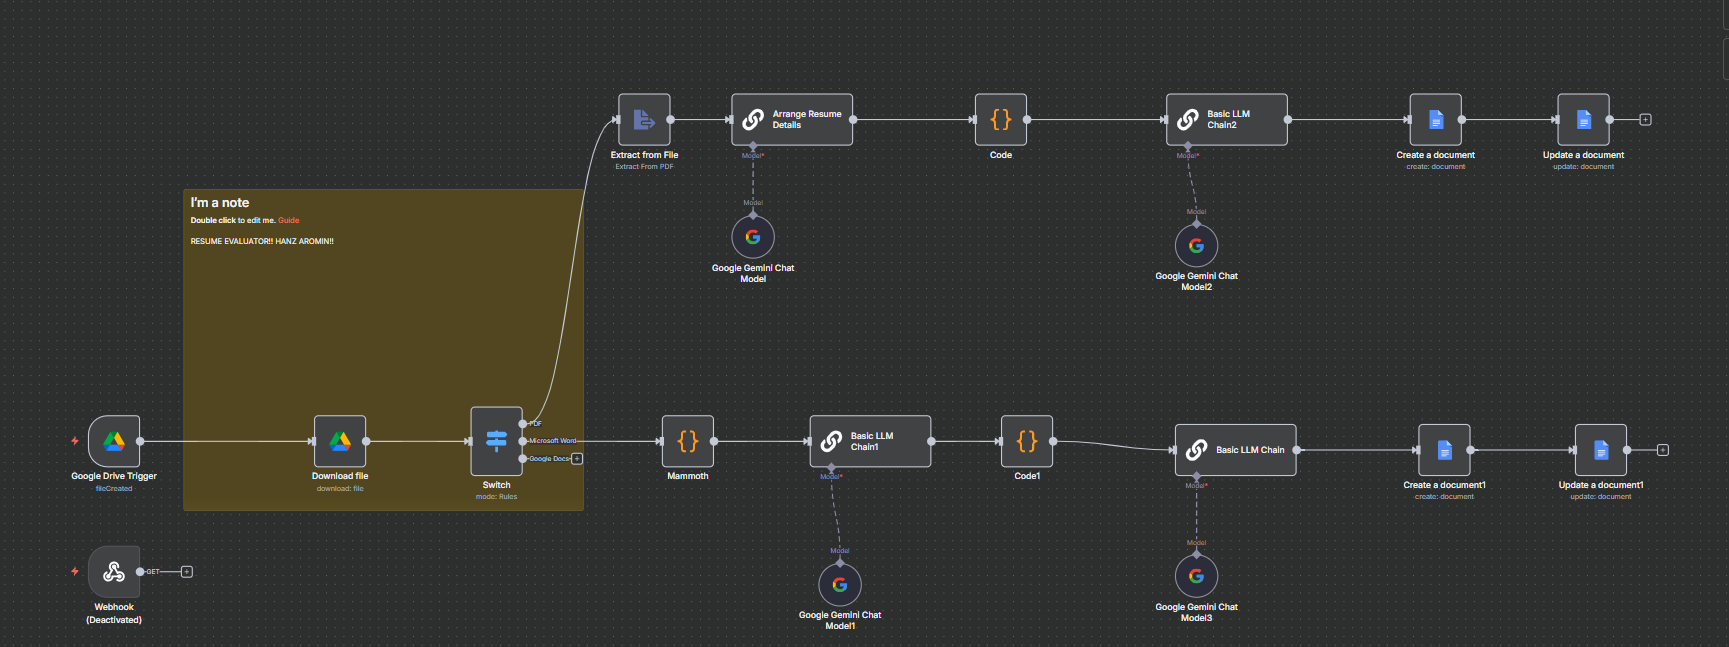 Extract from File
Extract From PDF
Arrange Resume
Details
Model*
Model
Google Gemini Chat
Model
Code
Basic LLM
Chain2
Model*
Model
Google Gemini Chat
Model2
Create a document
create: document
Update a document
update: document
I'm a note
Double click to edit me. Guide
RESUME EVALUATOR!! HANZ AROMIN!!
Google Drive Trigger
fileCreated
Download file
download: file
Switch
mode: Rules
PDF
Microsoft Word
Google Docs
Mammoth
Basic LLM
Chain1
Model*
Model
Google Gemini Chat
Model1
Code1
Basic LLM Chain
Model*
Model
Google Gemini Chat
Model3
Create a document1
create: document
Update a document1
update: document
GET
Webhook
(Deactivated)